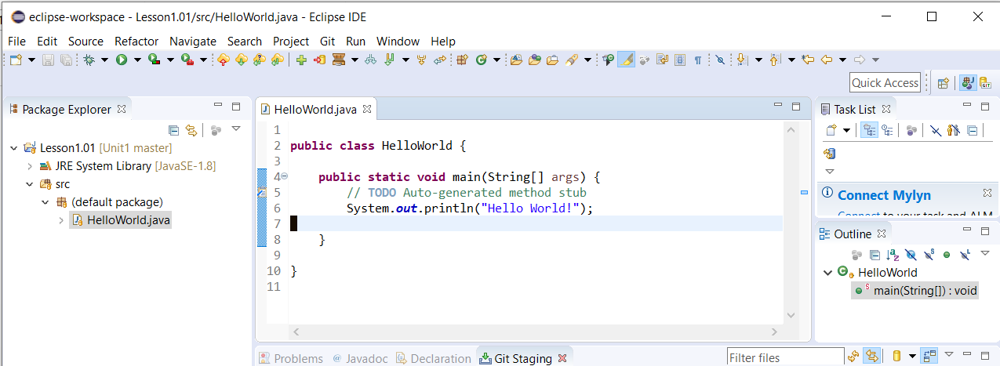 eclipse-workspace - Lesson1.01/src/HelloWorld.java - Eclipse IDE
File Edit Source Refactor Navigate Search Project Git Run Window Help
Quick Access
GIT
Package Explorer
Lesson1.01 [Unit1 master]
JRE System Library [JavaSE-1.8]
src
(default package)
HelloWorld.java
HelloWorld.java
1
2 public class HelloWorld {
3
4 public static void main(String[] args) {
5 // TODO Auto-generated method stub
6 System.out.println("Hello World!");
7
8 }
9
10 }
11
Task List
Connect Mylyn
Connect to your task and ALM
Outline
HelloWorld
main(String[]) : void
Problems @ Javadoc Declaration Git Staging
Filter files